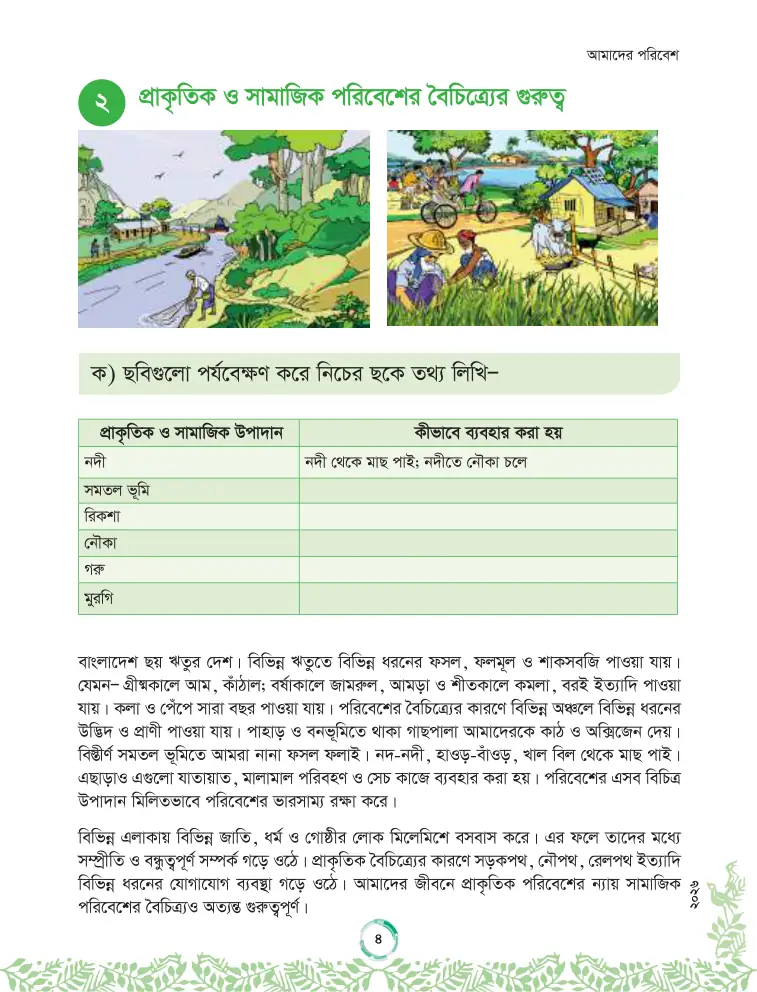 আমাদের পরিবেশ
২
প্রাকৃতিক ও সামাজিক পরিবেশের বৈচিত্র্যের গুরুত্ব
ক) ছবিগুলো পর্যবেক্ষণ করে নিচের ছকে তথ্য লিখি–
প্রাকৃতিক ও সামাজিক উপাদান কীভাবে ব্যবহার করা হয়
নদী নদী থেকে মাছ পাই; নদীতে নৌকা চলে
সমতল ভূমি
রিকশা
নৌকা
গরু
মুরগি
বাংলাদেশ ছয় ঋতুর দেশ। বিভিন্ন ঋতুতে বিভিন্ন ধরনের ফসল, ফলমূল ও শাকসবজি পাওয়া যায়।
যেমন– গ্রীষ্মকালে আম, কাঁঠাল; বর্ষাকালে জামরুল, আমড়া ও শীতকালে কমলা, বরই ইত্যাদি পাওয়া
যায়। কলা ও পেঁপে সারা বছর পাওয়া যায়। পরিবেশের বৈচিত্র্যের কারণে বিভিন্ন অঞ্চলে বিভিন্ন ধরনের
উদ্ভিদ ও প্রাণী পাওয়া যায়। পাহাড় ও বনভূমিতে থাকা গাছপালা আমাদেরকে কাঠ ও অক্সিজেন দেয়।
বিস্তীর্ণ সমতল ভূমিতে আমরা নানা ফসল ফলাই। নদ-নদী, হাওড়-বাঁওড়, খাল বিল থেকে মাছ পাই।
এছাড়াও এগুলো যাতায়াত, মালামাল পরিবহণ ও সেচ কাজে ব্যবহার করা হয়। পরিবেশের এসব বিচিত্র
উপাদান মিলিতভাবে পরিবেশের ভারসাম্য রক্ষা করে।
বিভিন্ন এলাকায় বিভিন্ন জাতি, ধর্ম ও গোষ্ঠীর লোক মিলেমিশে বসবাস করে। এর ফলে তাদের মধ্যে
সম্প্রীতি ও বন্ধুত্বপূর্ণ সম্পর্ক গড়ে ওঠে। প্রাকৃতিক বৈচিত্র্যের কারণে সড়কপথ, নৌপথ, রেলপথ ইত্যাদি
বিভিন্ন ধরনের যোগাযোগ ব্যবস্থা গড়ে ওঠে। আমাদের জীবনে প্রাকৃতিক পরিবেশের ন্যায় সামাজিক
পরিবেশের বৈচিত্র্যও অত্যন্ত গুরুত্বপূর্ণ।
২০২৬
৪